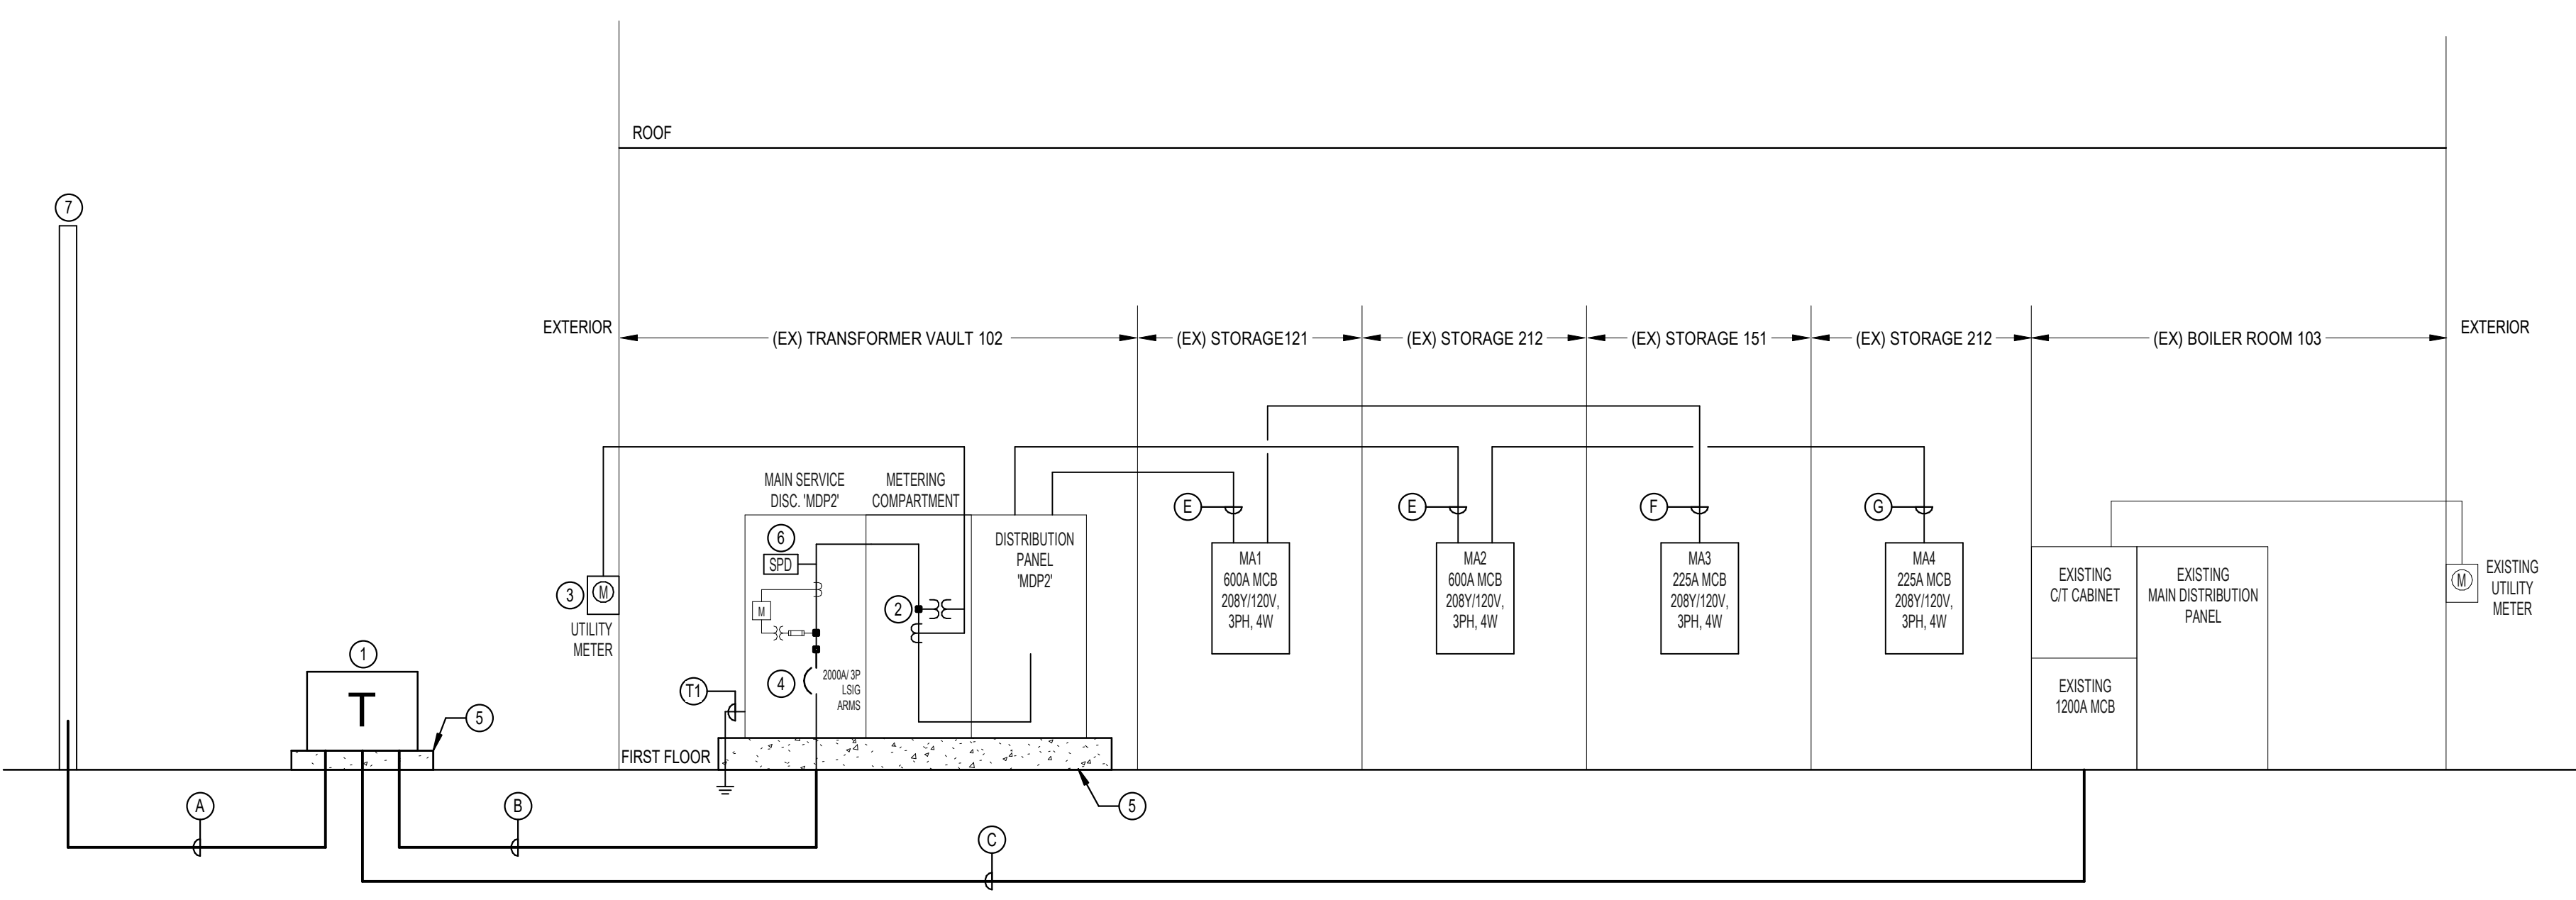 ROOF
7
EXTERIOR
(EX) TRANSFORMER VAULT 102
(EX) STORAGE121
(EX) STORAGE 212
(EX) STORAGE 151
(EX) STORAGE 212
(EX) BOILER ROOM 103
EXTERIOR
MAIN SERVICE
DISC. 'MDP2'
METERING
COMPARTMENT
E
E
F
G
6
SPD
DISTRIBUTION
PANEL
'MDP2'
MA1
600A MCB
208Y/120V,
3PH, 4W
MA2
600A MCB
208Y/120V,
3PH, 4W
MA3
225A MCB
208Y/120V,
3PH, 4W
MA4
225A MCB
208Y/120V,
3PH, 4W
EXISTING
C/T CABINET
EXISTING
MAIN DISTRIBUTION
PANEL
M
EXISTING
UTILITY
METER
3
M
UTILITY
METER
M
2
1
T
T1
4
2000A/ 3P
LSIG
ARMS
EXISTING
1200A MCB
5
FIRST FLOOR
A
B
5
C